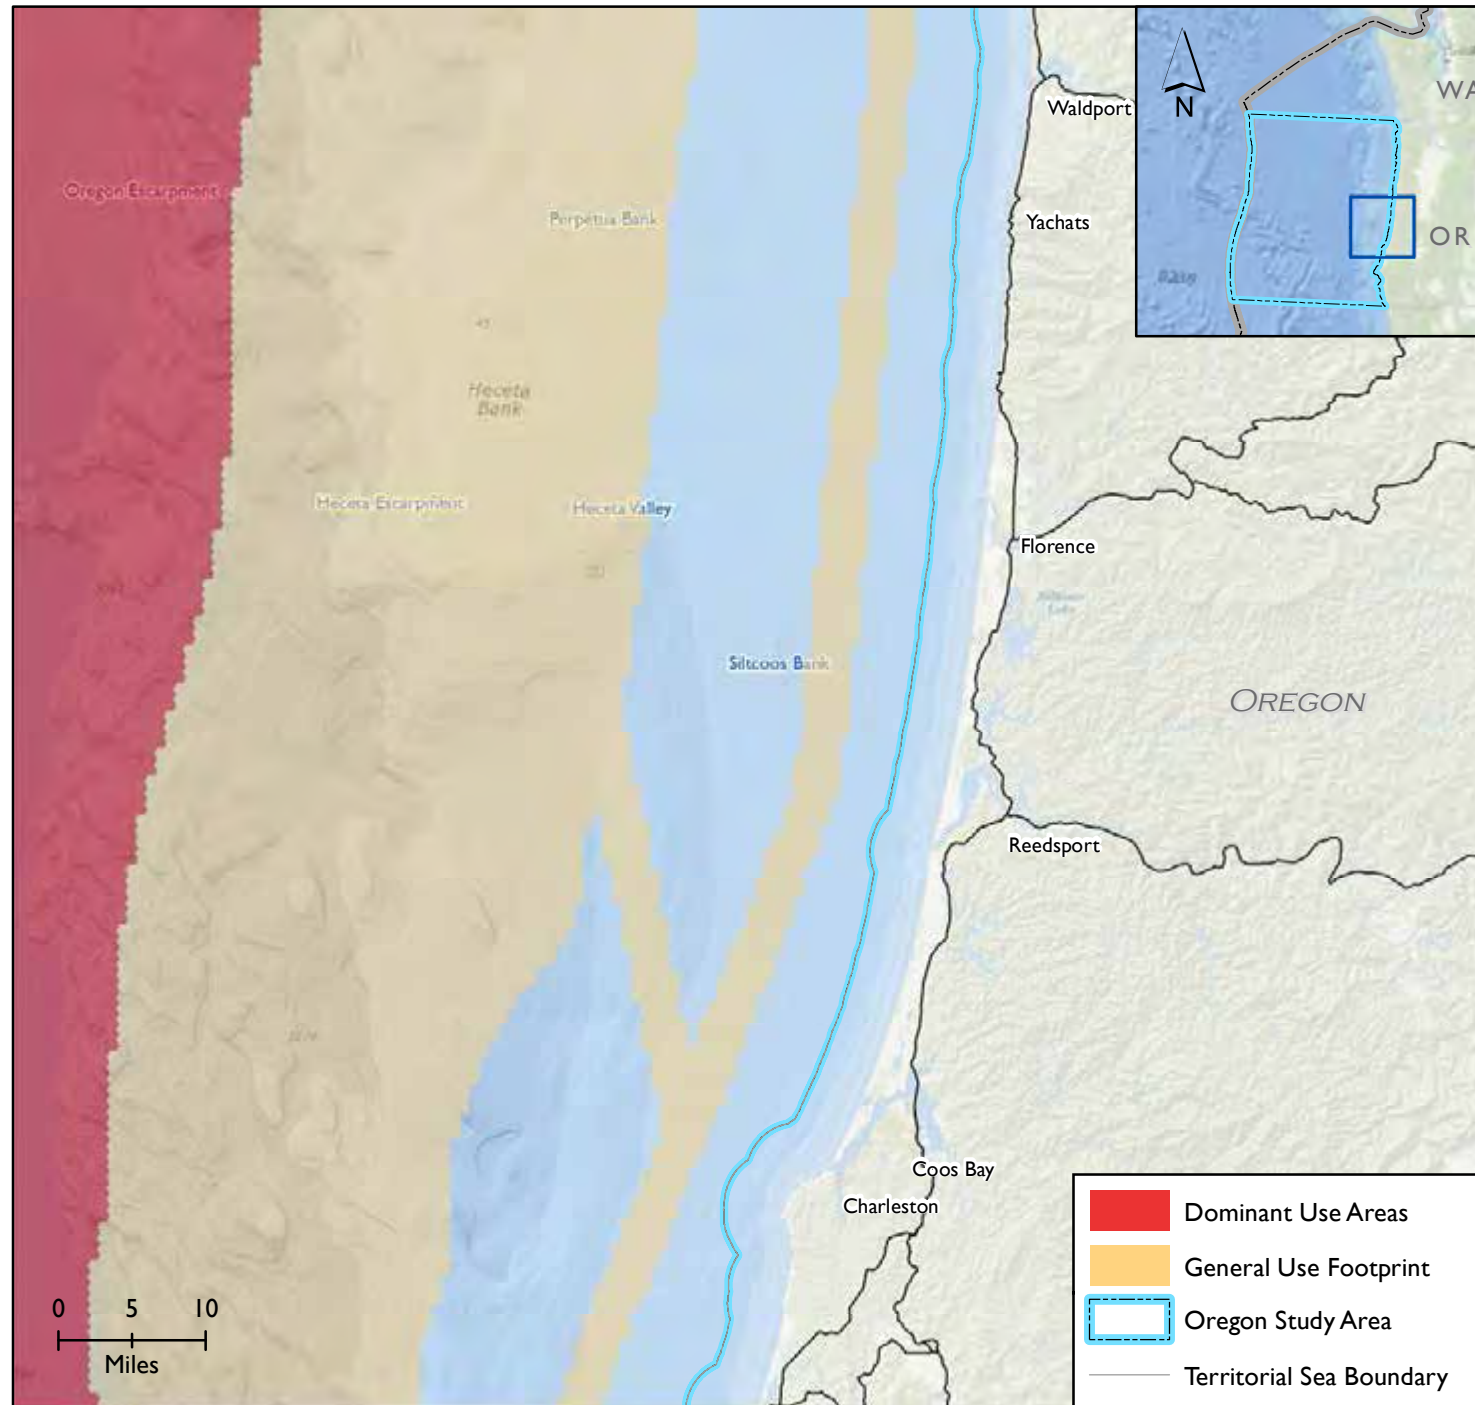 Waldport
N
WA
Oregon Escarpment
Perpetua Bank
Yachats
OR
Heceta
Bank
Heceta Escarpment
Heceta Valley
Florence
Siltcoos Bank
OREGON
Reedsport
Coos Bay
Charleston
Dominant Use Areas
General Use Footprint
Oregon Study Area
Territorial Sea Boundary
0 5 10
Miles